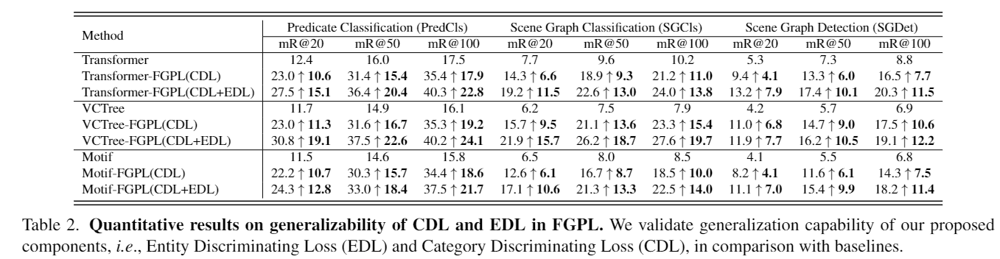 Method Predicate Classification (PredCls) Scene Graph Classification (SGCls) Scene Graph Detection (SGDet)
mR@20 mR@50 mR@100 mR@20 mR@50 mR@100 mR@20 mR@50 mR@100
Transformer 12.4 16.0 17.5 7.7 9.6 10.2 5.3 7.3 8.8
Transformer-FGPL(CDL) 23.0 ↑ 10.6 31.4 ↑ 15.4 35.4 ↑ 17.9 14.3 ↑ 6.6 18.9 ↑ 9.3 21.2 ↑ 11.0 9.4 ↑ 4.1 13.3 ↑ 6.0 16.5 ↑ 7.7
Transformer-FGPL(CDL+EDL) 27.5 ↑ 15.1 36.4 ↑ 20.4 40.3 ↑ 22.8 19.2 ↑ 11.5 22.6 ↑ 13.0 24.0 ↑ 13.8 13.2 ↑ 7.9 17.4 ↑ 10.1 20.3 ↑ 11.5
VCTree 11.7 14.9 16.1 6.2 7.5 7.9 4.2 5.7 6.9
VCTree-FGPL(CDL) 23.0 ↑ 11.3 31.6 ↑ 16.7 35.3 ↑ 19.2 15.7 ↑ 9.5 21.1 ↑ 13.6 23.3 ↑ 15.4 11.0 ↑ 6.8 14.7 ↑ 9.0 17.5 ↑ 10.6
VCTree-FGPL(CDL+EDL) 30.8 ↑ 19.1 37.5 ↑ 22.6 40.2 ↑ 24.1 21.9 ↑ 15.7 26.2 ↑ 18.7 27.6 ↑ 19.7 11.9 ↑ 7.7 16.2 ↑ 10.5 19.1 ↑ 12.2
Motif 11.5 14.6 15.8 6.5 8.0 8.5 4.1 5.5 6.8
Motif-FGPL(CDL) 22.2 ↑ 10.7 30.3 ↑ 15.7 34.4 ↑ 18.6 12.6 ↑ 6.1 16.7 ↑ 8.7 18.5 ↑ 10.0 8.2 ↑ 4.1 11.6 ↑ 6.1 14.3 ↑ 7.5
Motif-FGPL(CDL+EDL) 24.3 ↑ 12.8 33.0 ↑ 18.4 37.5 ↑ 21.7 17.1 ↑ 10.6 21.3 ↑ 13.3 22.5 ↑ 14.0 11.1 ↑ 7.0 15.4 ↑ 9.9 18.2 ↑ 11.4
Table 2. Quantitative results on generalizability of CDL and EDL in FGPL. We validate generalization capability of our proposed
components, i.e., Entity Discriminating Loss (EDL) and Category Discriminating Loss (CDL), in comparison with baselines.